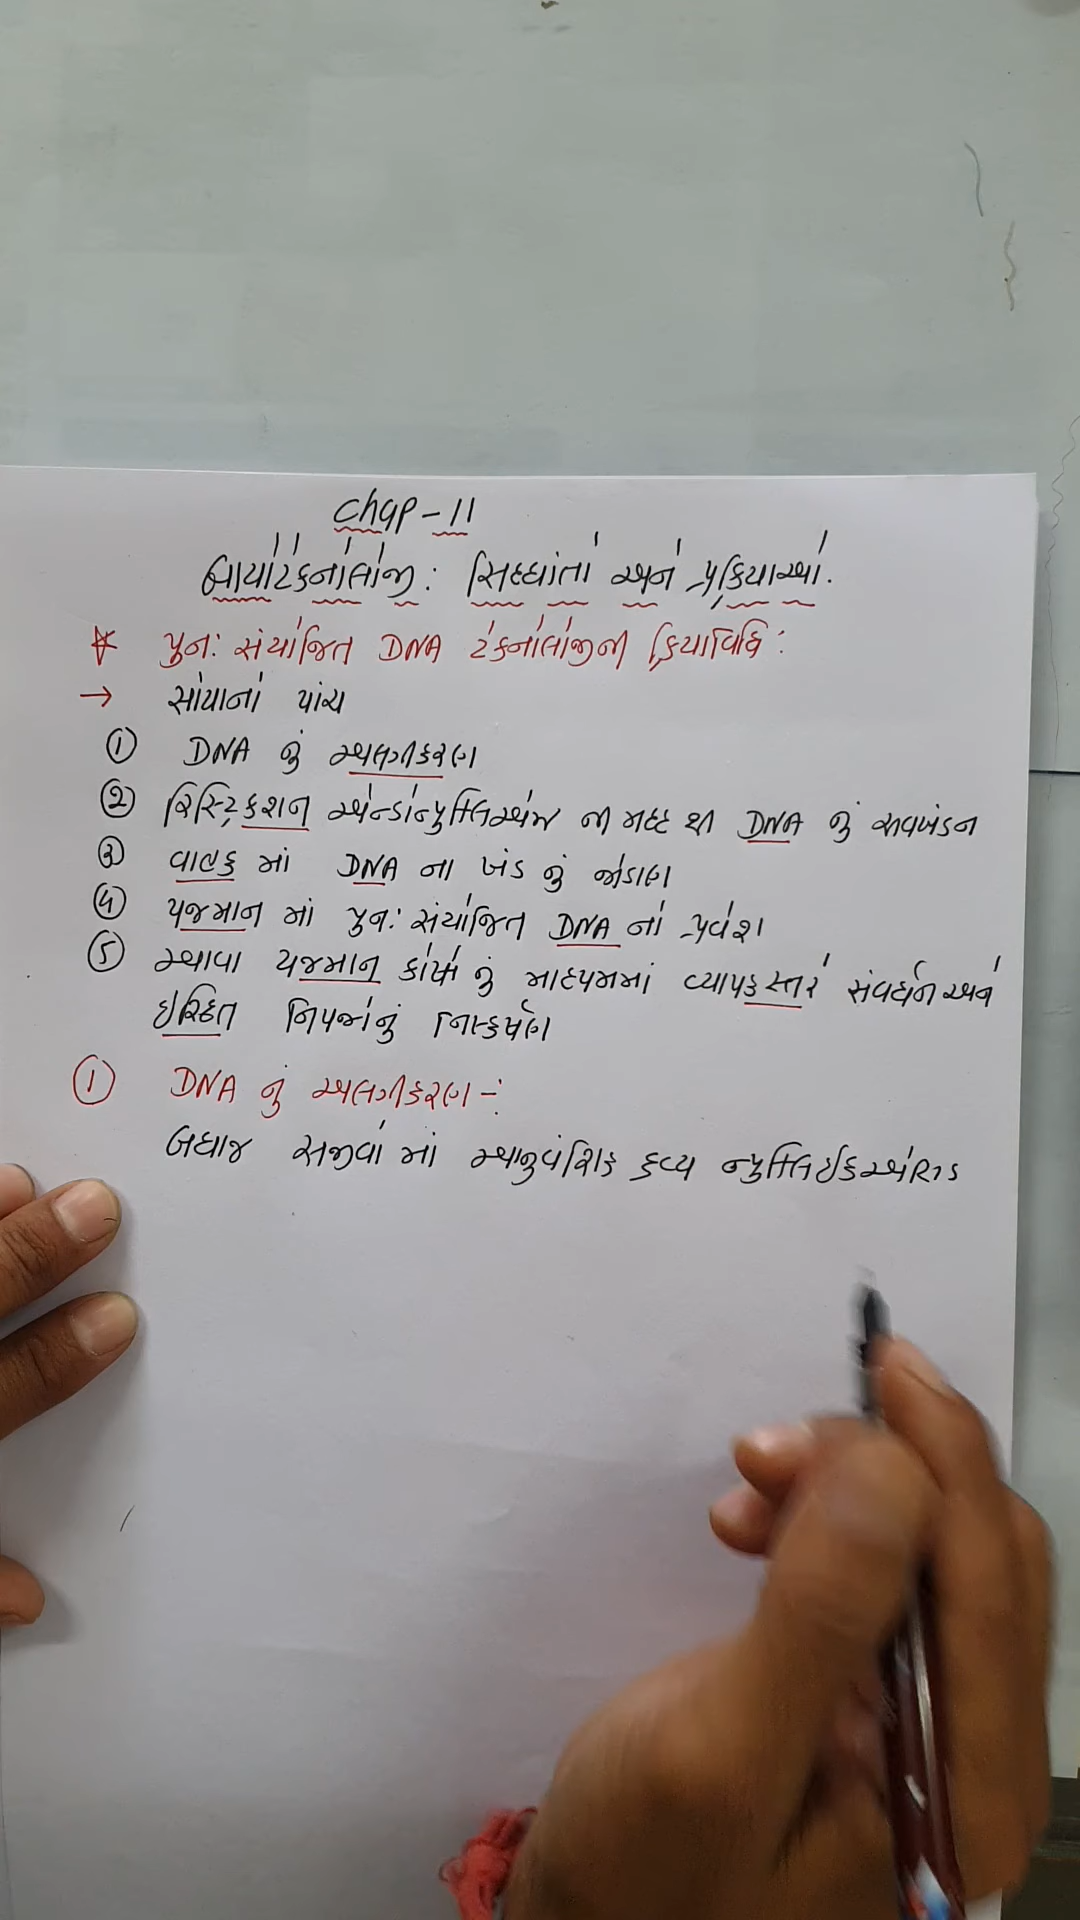 Chap-11
બાયોટેકનોલોજી: સિધ્ધાંતો અને પ્રક્રિયાઓ.
પુન: સંયોજિત DNA ટેકનોલોજીની ક્રિયાવિધિ:
→ સોપાનો પાંચ
① DNA નું અલગીકરણ
② રિસ્ટ્રિકશન એન્ડોન્યુક્લિએઝ ની મદદ થી DNA નું અવખંડન
③ વાહક માં DNA ના ખંડ નું જોડાણ
④ યજમાન માં પુન: સંયોજિત DNA નો પ્રવેશ
⑤ આવા યજમાન કોષો નું માધ્યમમાં વ્યાપક સ્તરે સંવર્ધન અને
ઇચ્છિત નિપજોનું નિષ્કર્ષણ
① DNA નું અલગીકરણ -:
બધાજ સજીવો માં આનુવંશિક દ્રવ્ય ન્યુક્લિઇક એસિડ